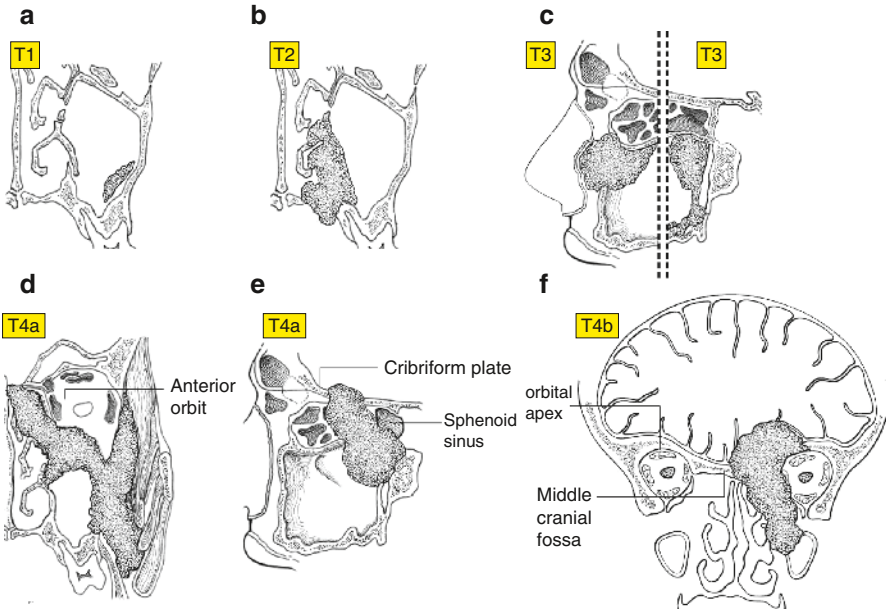 a
T1
b
T2
c
T3
T3
d
T4a
Anterior
orbit
e
T4a
Cribriform plate
Sphenoid
sinus
f
T4b
orbital
apex
Middle
cranial
fossa